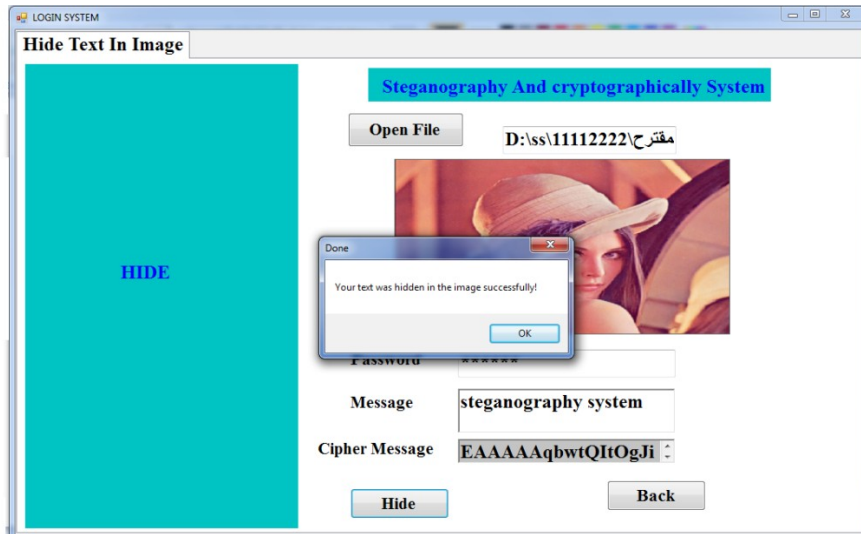 LOGIN SYSTEM
Hide Text In Image
Steganography And cryptographically System
Open File
D:\ss\11112222\مقترح
HIDE
Done
Your text was hidden in the image successfully!
OK
Password
******
Message
steganography system
Cipher Message
EAAAAAqbwtQItOgJi
Hide
Back